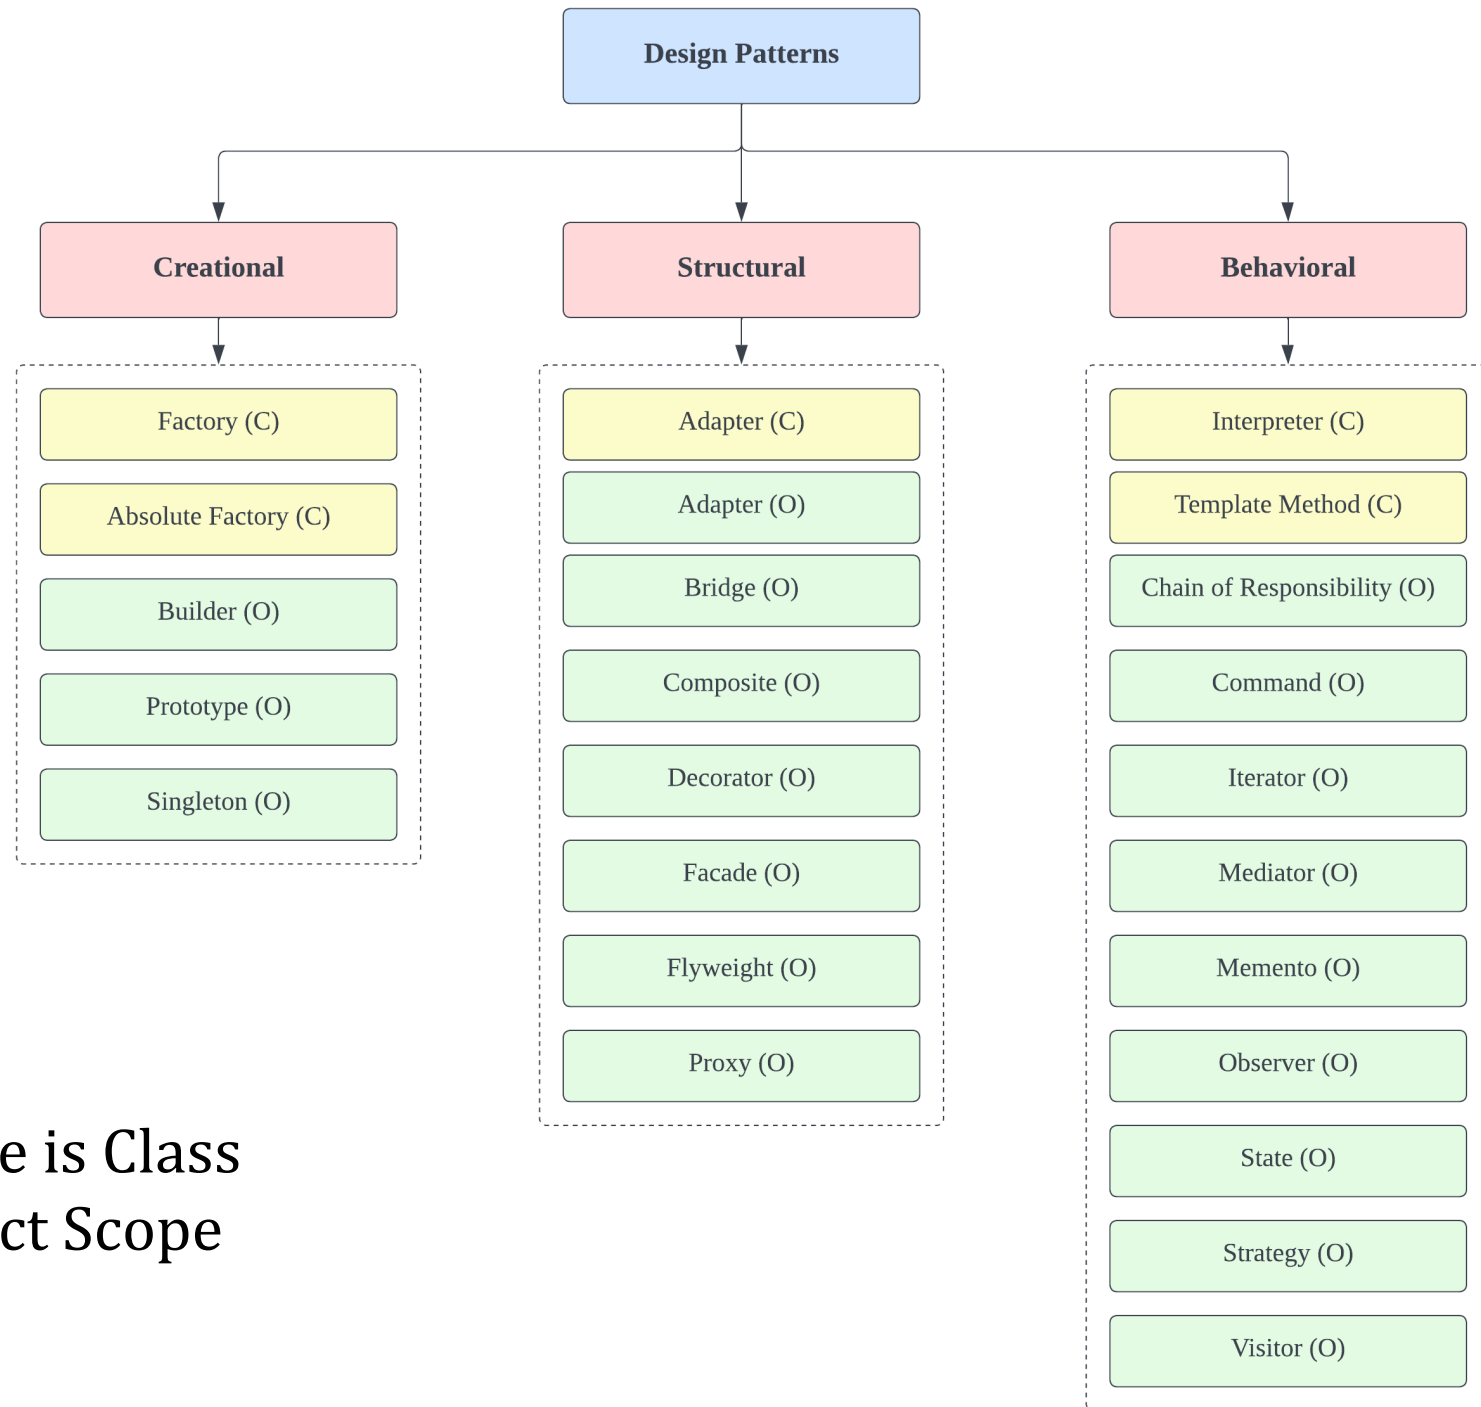 Design Patterns
Creational
Structural
Behavioral
Factory (C)
Absolute Factory (C)
Builder (O)
Prototype (O)
Singleton (O)
Adapter (C)
Adapter (O)
Bridge (O)
Composite (O)
Decorator (O)
Facade (O)
Flyweight (O)
Proxy (O)
Interpreter (C)
Template Method (C)
Chain of Responsibility (O)
Command (O)
Iterator (O)
Mediator (O)
Memento (O)
Observer (O)
State (O)
Strategy (O)
Visitor (O)
e is Class
ct Scope